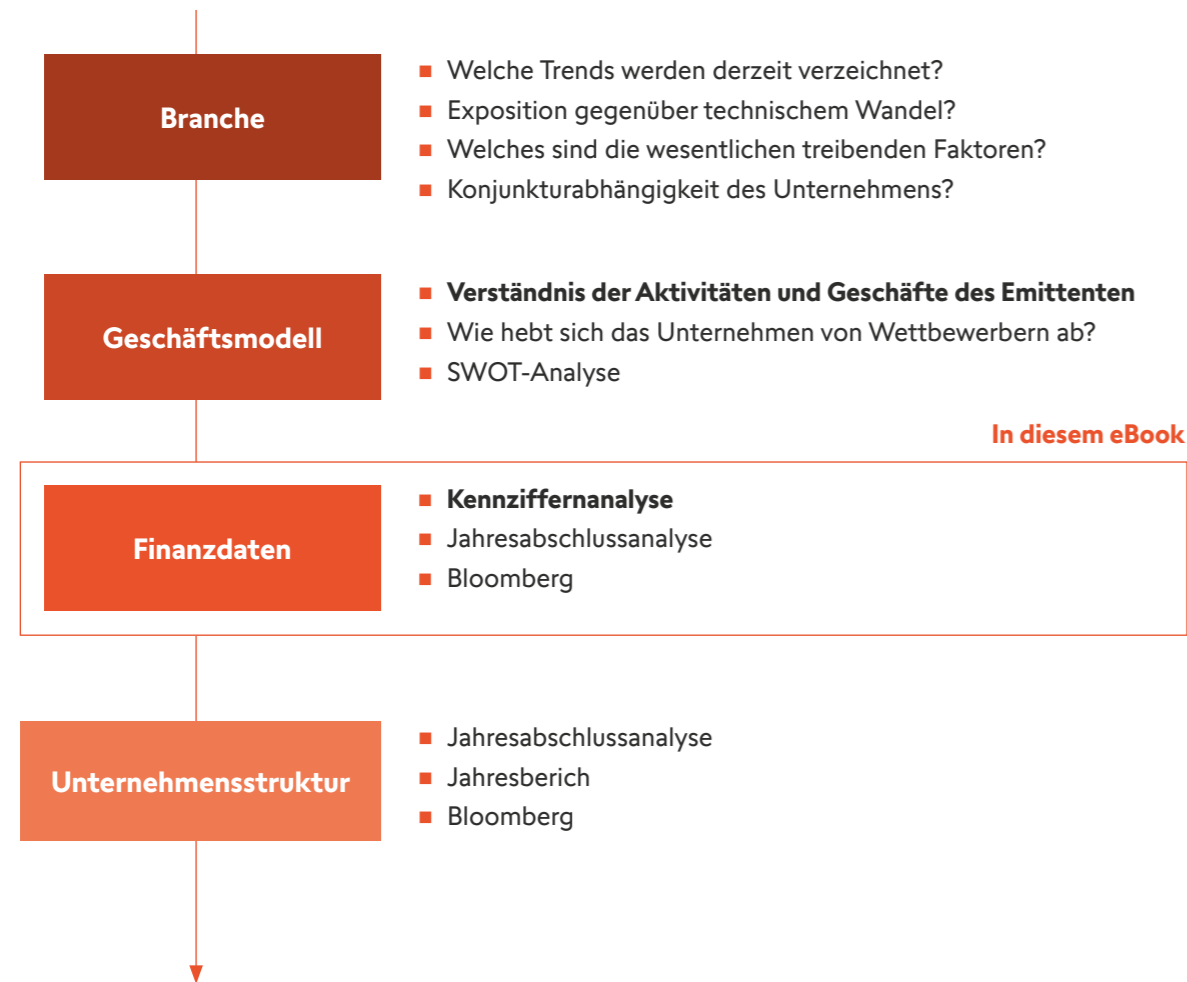 Branche
Welche Trends werden derzeit verzeichnet?
Exposition gegenüber technischem Wandel?
Welches sind die wesentlichen treibenden Faktoren?
Konjunkturabhängigkeit des Unternehmens?
Geschäftsmodell
Verständnis der Aktivitäten und Geschäfte des Emittenten
Wie hebt sich das Unternehmen von Wettbewerbern ab?
SWOT-Analyse
In diesem eBook
Finanzdaten
Kennziffernanalyse
Jahresabschlussanalyse
Bloomberg
Unternehmensstruktur
Jahresabschlussanalyse
Jahresberich
Bloomberg